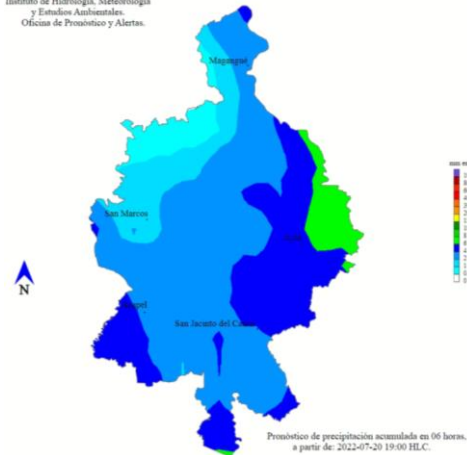 Instituto de Hidrología, Meteorología
y Estudios Ambientales.
Oficina de Pronóstico y Alertas.
Magangué
San Marcos
San Jacinto del
N
Pronóstico de precipitación acumulada en 06 horas,
a partir de: 2022-07-20 19:00 HLC.